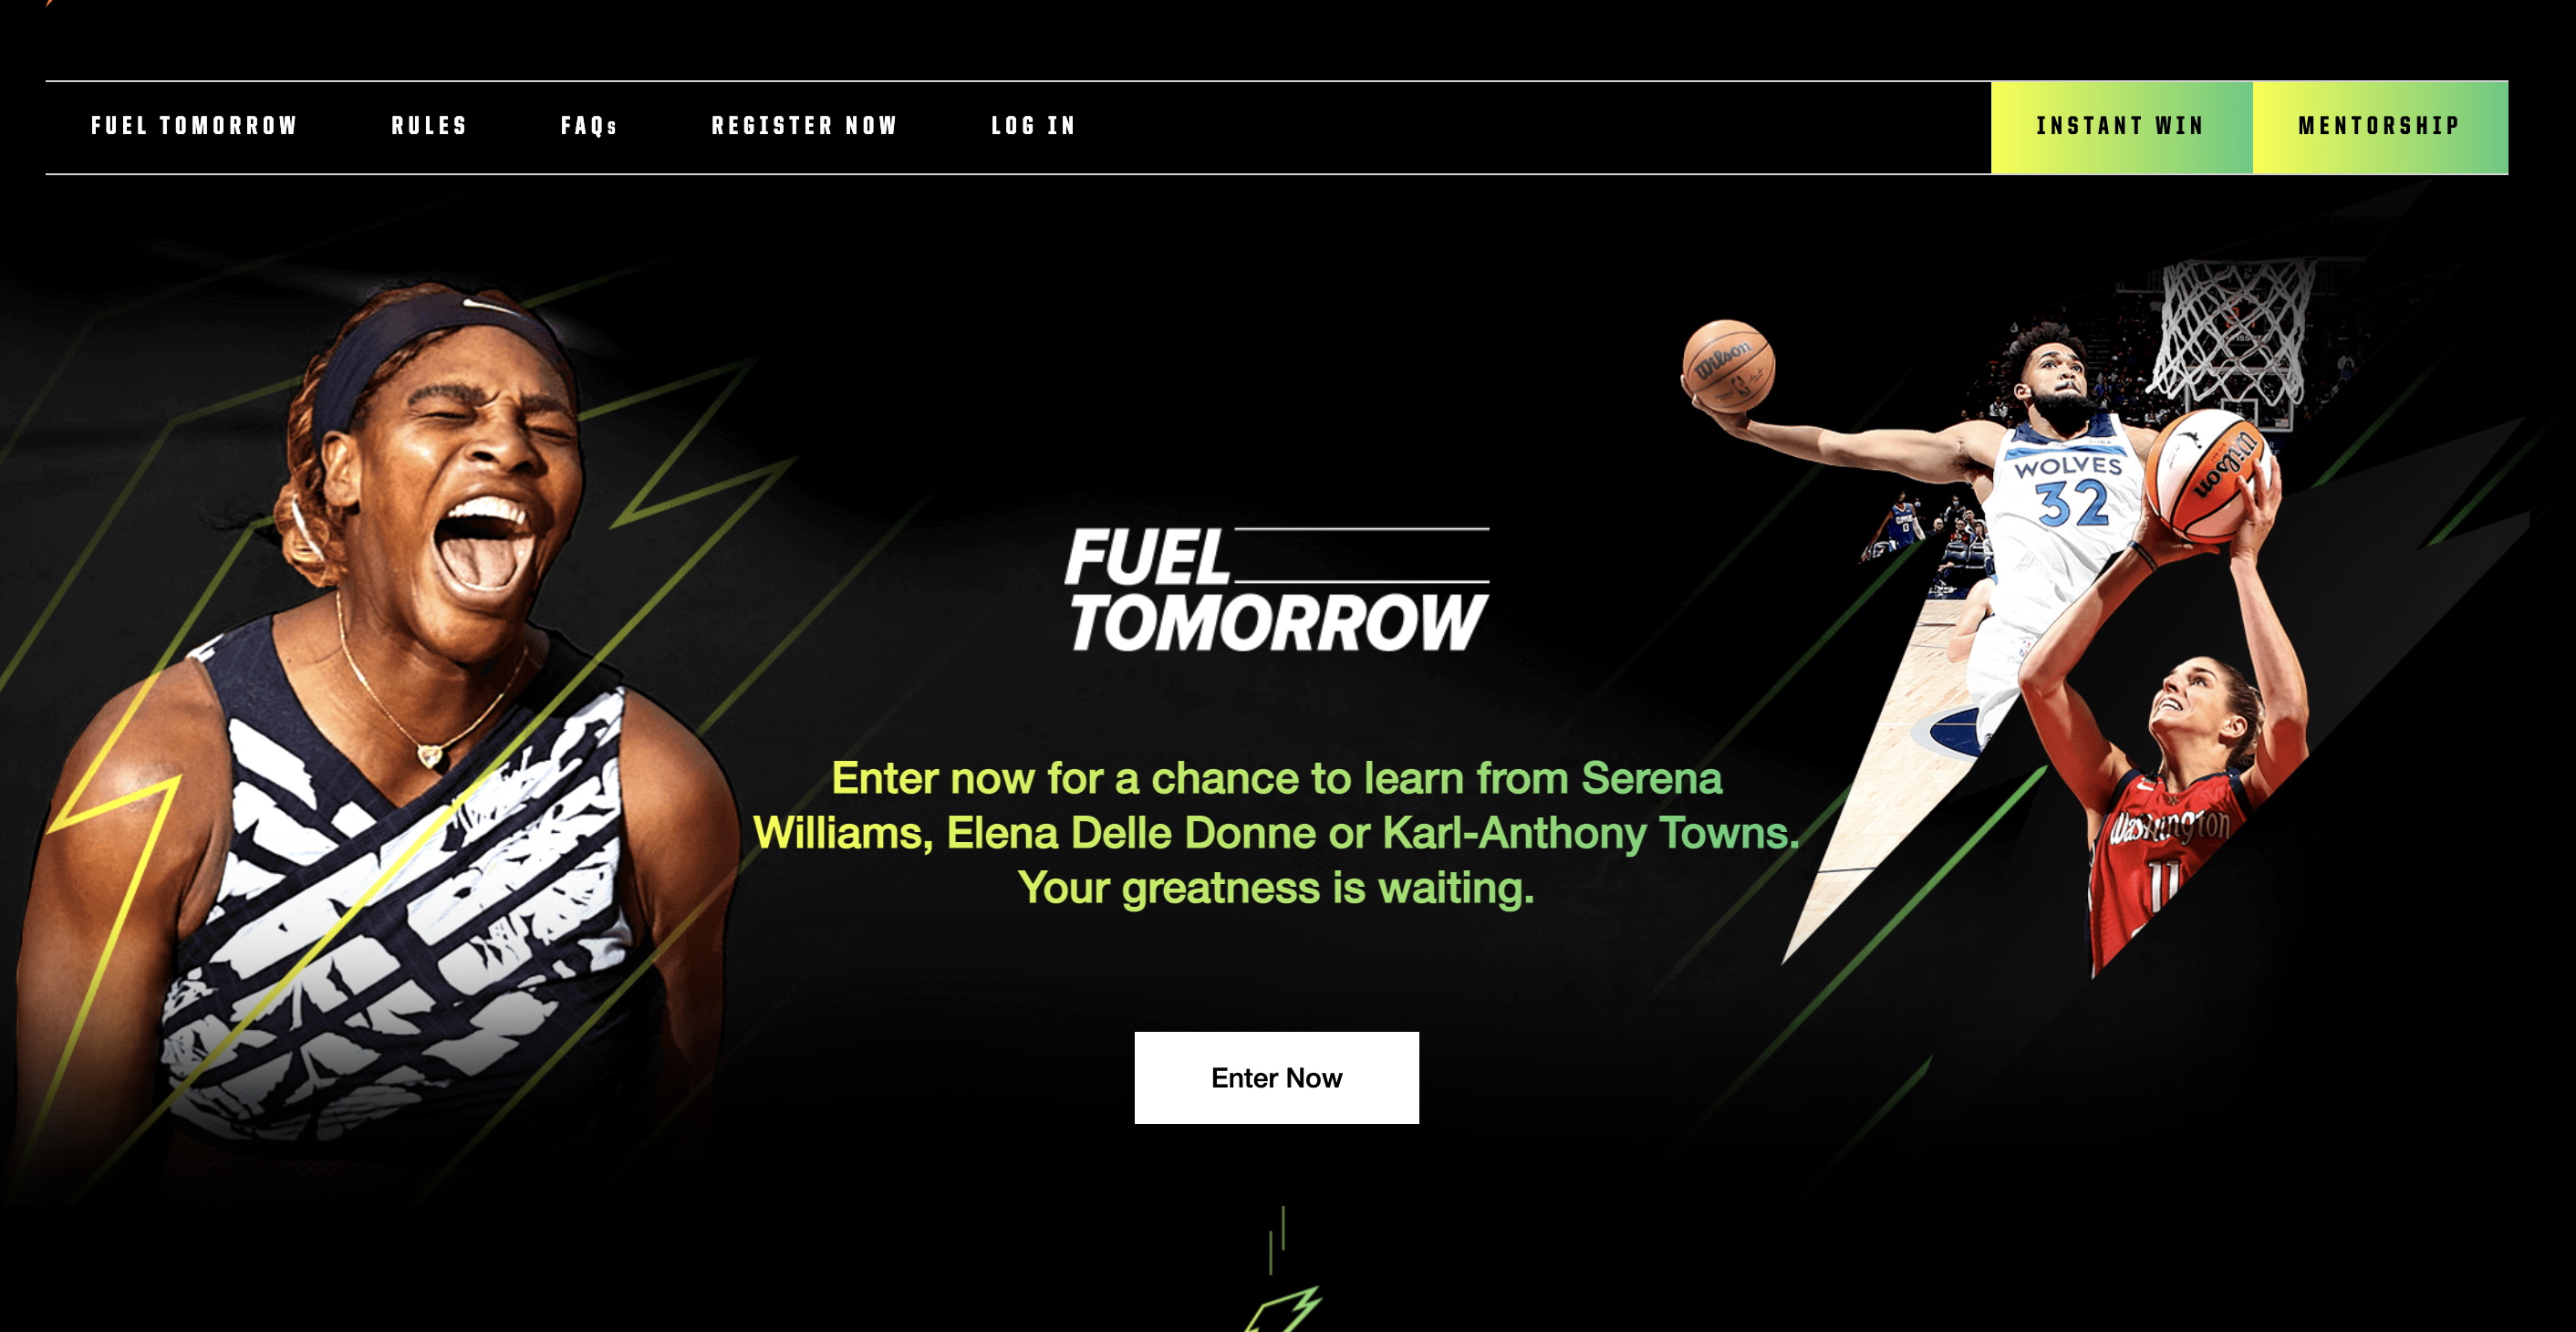 FUEL TOMORROW
RULES
FAQs
REGISTER NOW
LOG IN
INSTANT WIN
MENTORSHIP
Wilson
WOLVES
32
Wilson
FUEL
TOMORROW
Washington
11
Enter now for a chance to learn from Serena
Williams, Elena Delle Donne or Karl-Anthony Towns.
Your greatness is waiting.
Enter Now